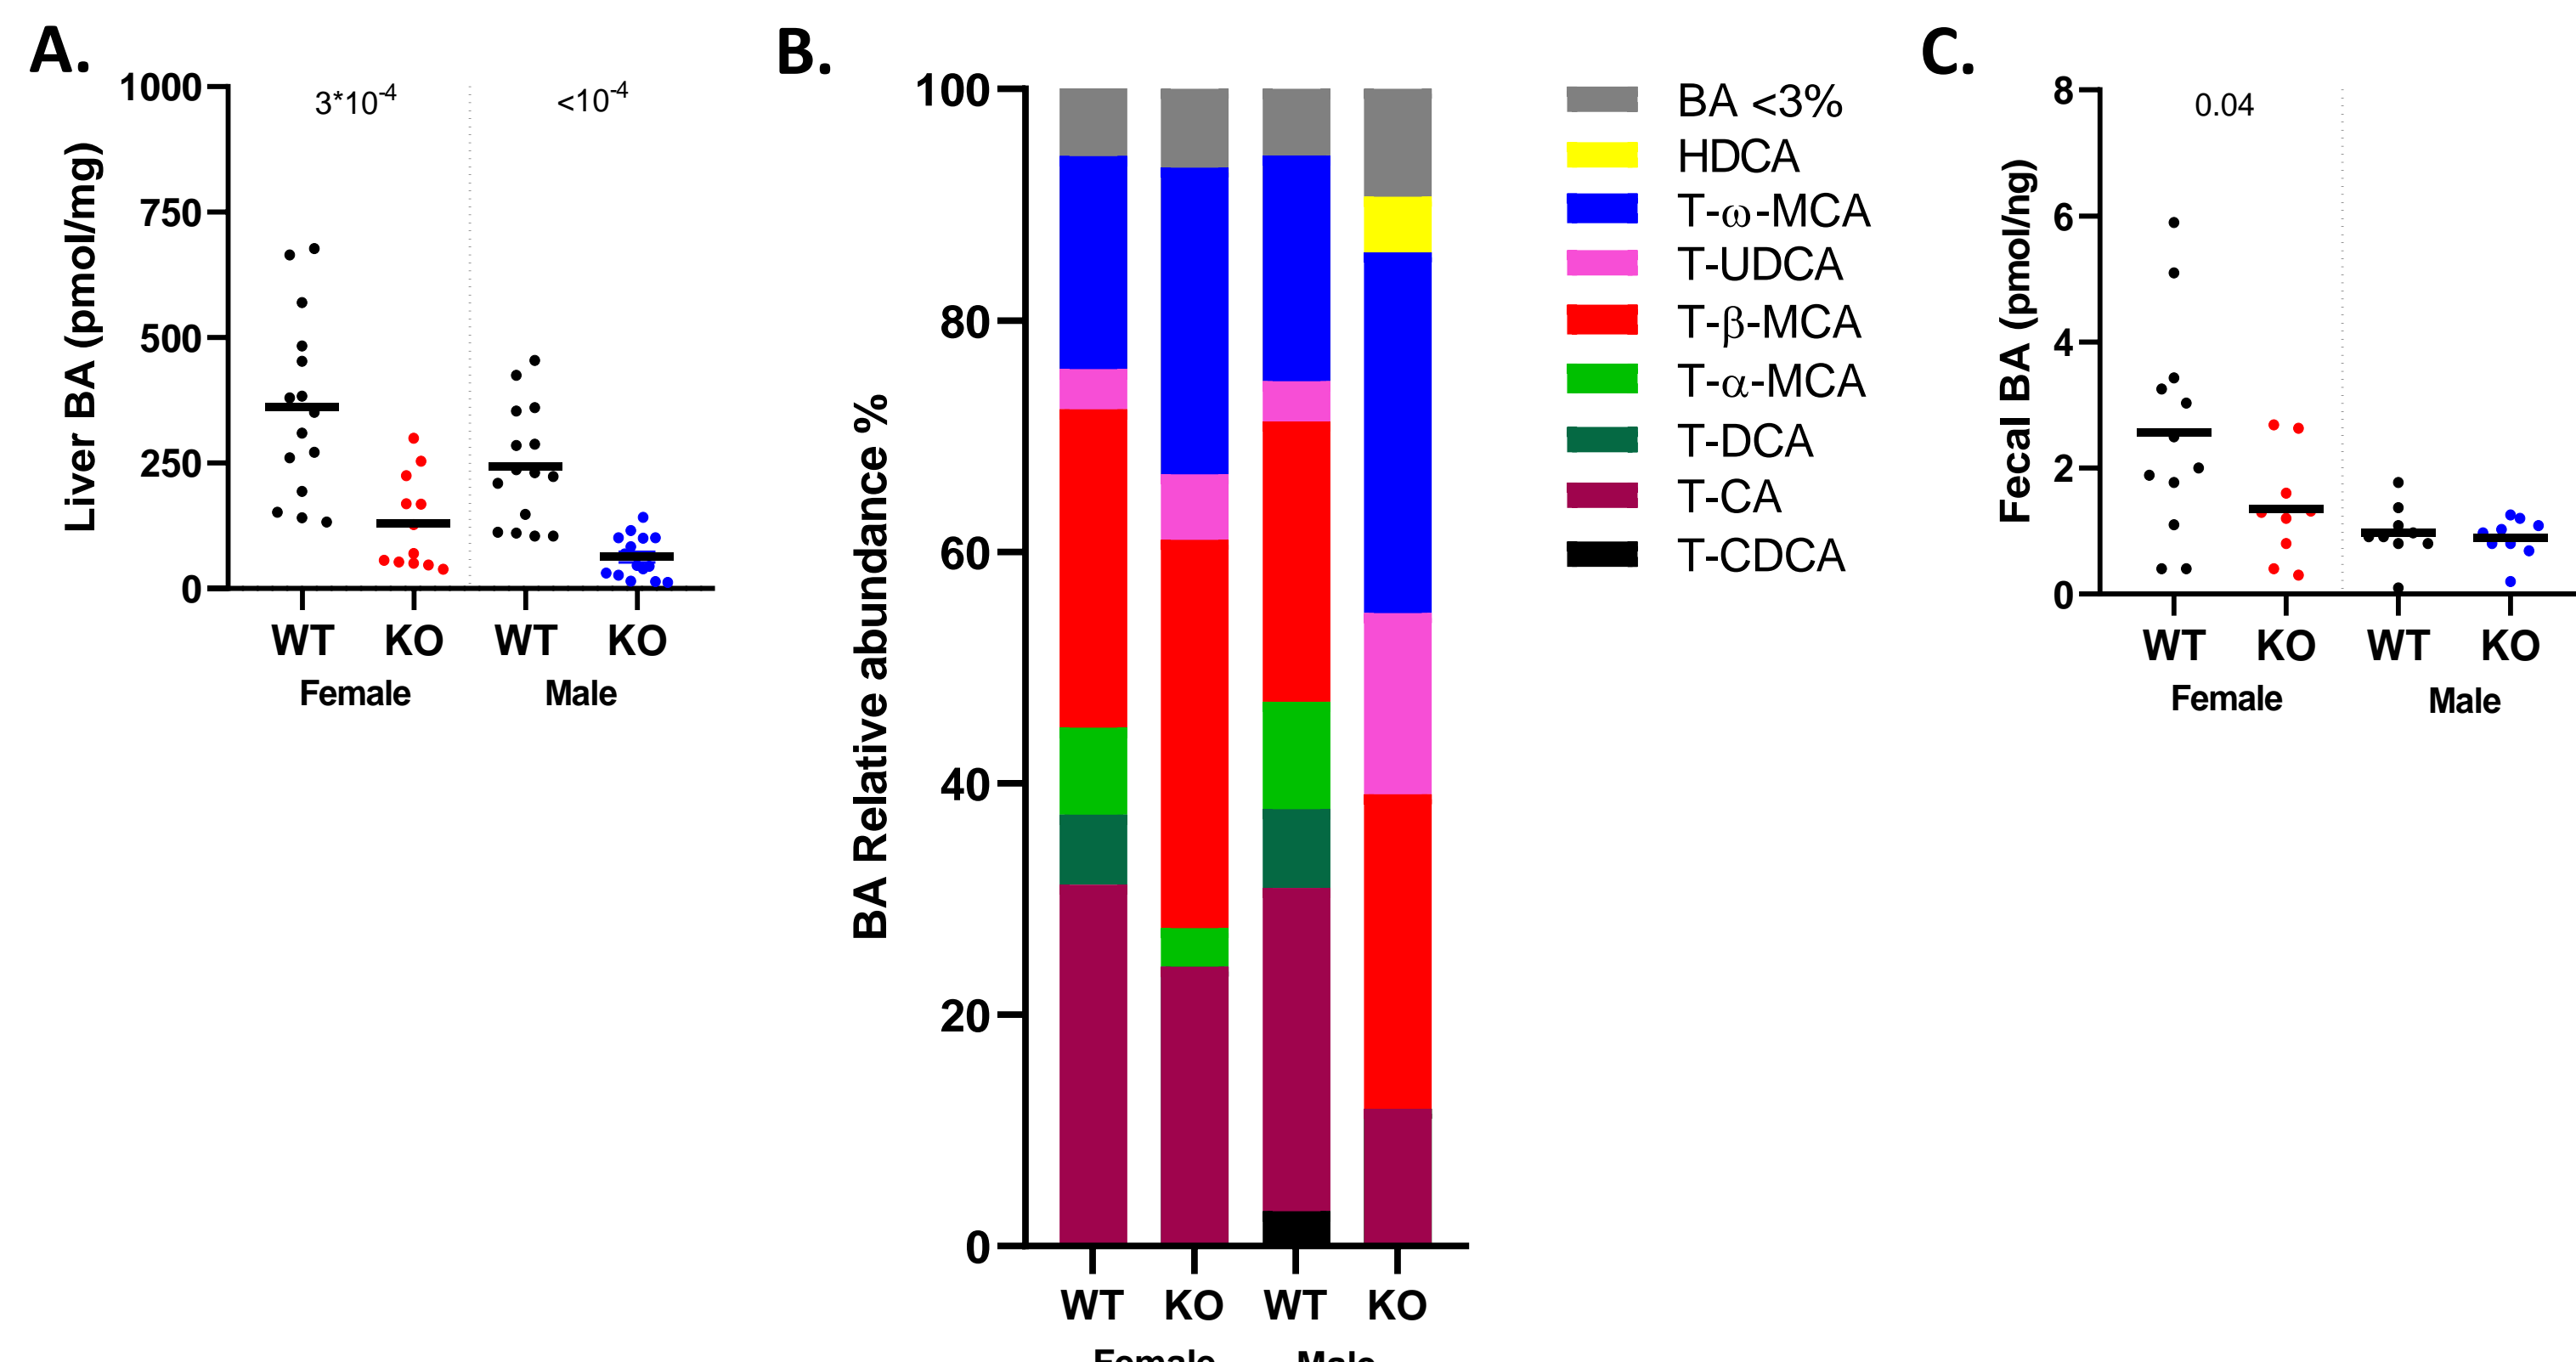 A.
1000
750
500
250
0
Liver BA (pmol/mg)
3*10-4
<10-4
WT KO WT KO
Female Male
B.
100
80
60
40
20
0
BA Relative abundance %
WT KO WT KO
Female Male
BA <3%
HDCA
T-ω-MCA
T-UDCA
T-β-MCA
T-α-MCA
T-DCA
T-CA
T-CDCA
C.
8
6
4
2
0
Fecal BA (pmol/ng)
0.04
WT KO WT KO
Female Male